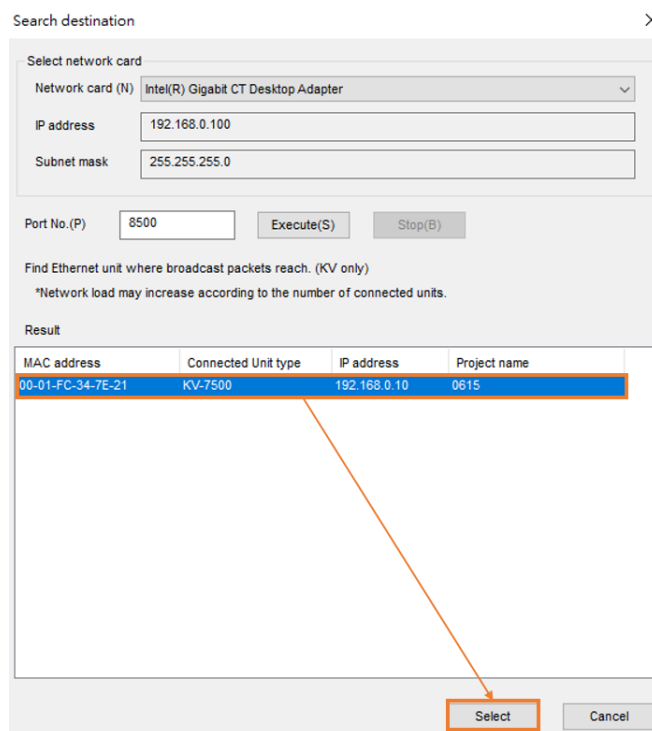 Search destination
Select network card
Network card (N) Intel(R) Gigabit CT Desktop Adapter
IP address 192.168.0.100
Subnet mask 255.255.255.0
Port No.(P) 8500 Execute(S) Stop(B)
Find Ethernet unit where broadcast packets reach. (KV only)
*Network load may increase according to the number of connected units.
Result
MAC address Connected Unit type IP address Project name
00-01-FC-34-7E-21 KV-7500 192.168.0.10 0615
Select Cancel